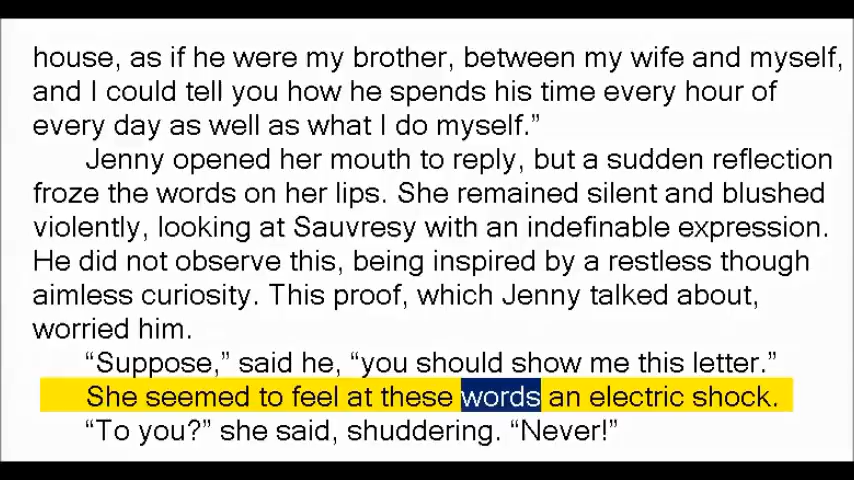 house, as if he were my brother, between my wife and myself,
and I could tell you how he spends his time every hour of
every day as well as what I do myself.”
Jenny opened her mouth to reply, but a sudden reflection
froze the words on her lips. She remained silent and blushed
violently, looking at Sauvresy with an indefinable expression.
He did not observe this, being inspired by a restless though
aimless curiosity. This proof, which Jenny talked about,
worried him.
“Suppose,” said he, “you should show me this letter.”
She seemed to feel at these words an electric shock.
“To you?” she said, shuddering. “Never!”